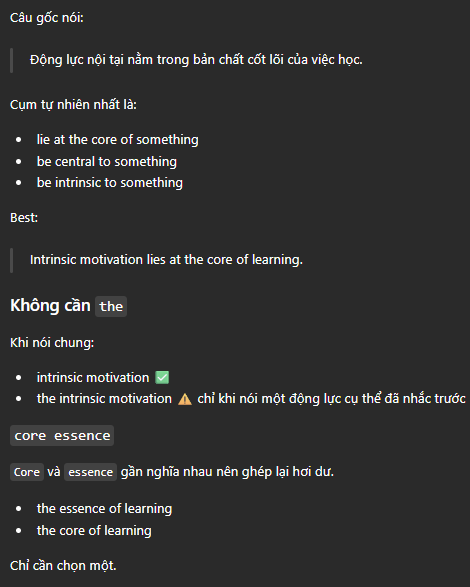 Câu gốc nói:
Động lực nội tại nằm trong bản chất cốt lõi của việc học.
Cụm tự nhiên nhất là:
• lie at the core of something
• be central to something
• be intrinsic to something
Best:
Intrinsic motivation lies at the core of learning.
Không cần the
Khi nói chung:
• intrinsic motivation ✅
• the intrinsic motivation ⚠️ chỉ khi nói một động lực cụ thể đã nhắc trước
core essence
Core và essence gần nghĩa nhau nên ghép lại hơi dư.
• the essence of learning
• the core of learning
Chỉ cần chọn một.